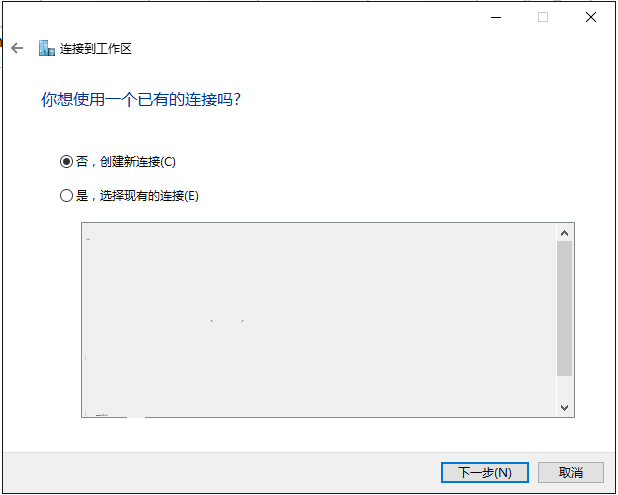 连接到工作区
你想使用一个已有的连接吗?
否，创建新连接(C)
是，选择现有的连接(E)
下一步(N)
取消